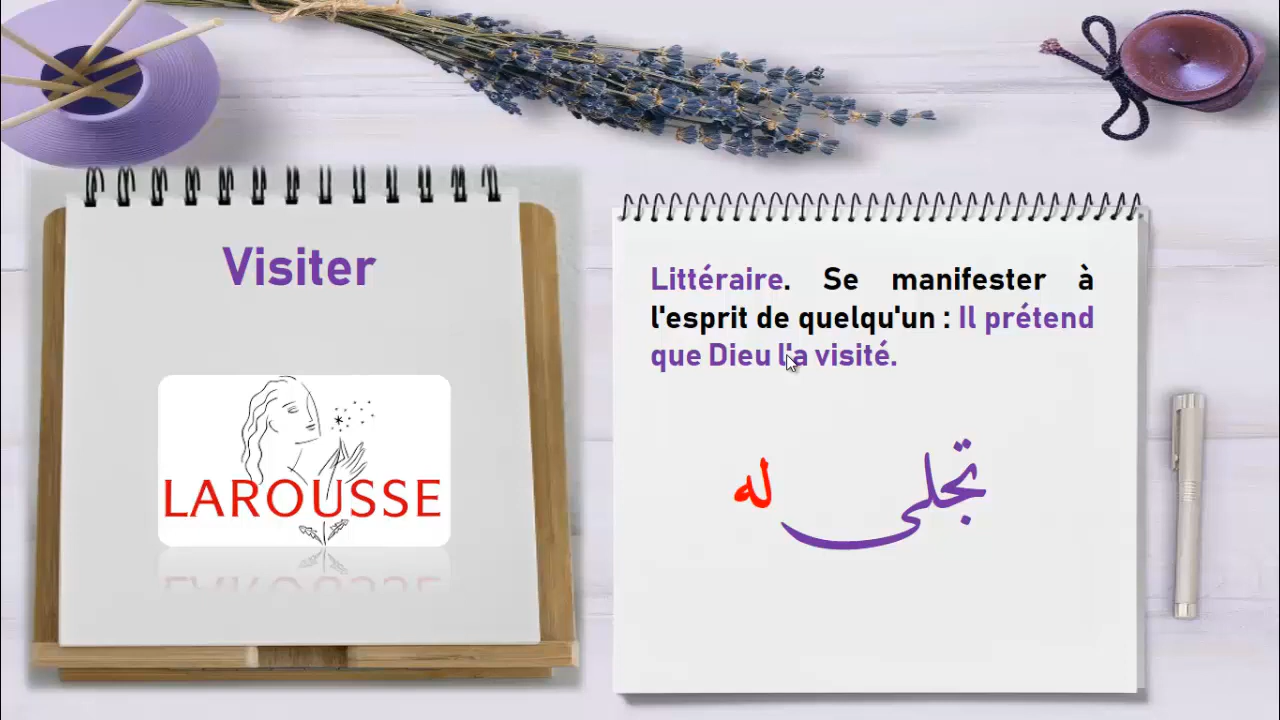 Visiter
LAROUSSE
Littéraire. Se manifester à
l'esprit de quelqu'un : Il prétend
que Dieu l'a visité.
تجلى له